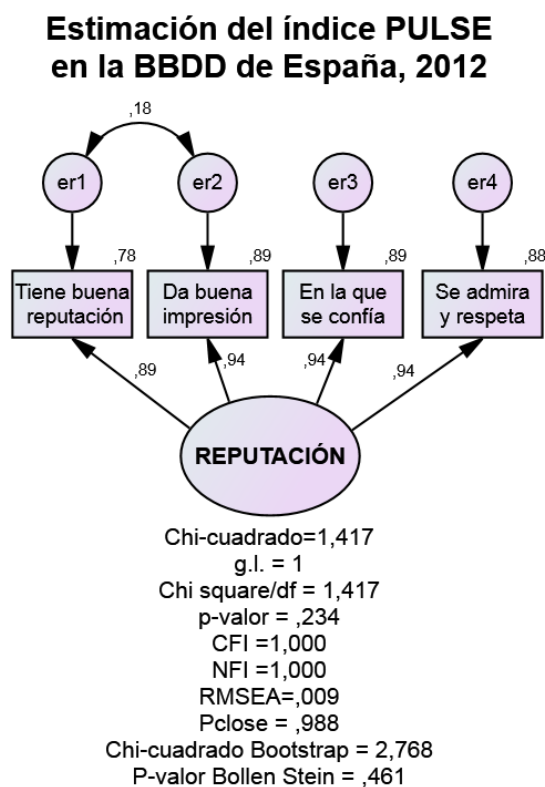 Estimación del índice PULSE
en la BBDD de España, 2012
,18
er1
er2
er3
er4
,78
,89
,89
,88
Tiene buena
reputación
Da buena
impresión
En la que
se confía
Se admira
y respeta
,89
,94
,94
,94
REPUTACIÓN
Chi-cuadrado=1,417
g.l. = 1
Chi square/df = 1,417
p-valor = ,234
CFI =1,000
NFI =1,000
RMSEA=,009
Pclose = ,988
Chi-cuadrado Bootstrap = 2,768
P-valor Bollen Stein = ,461